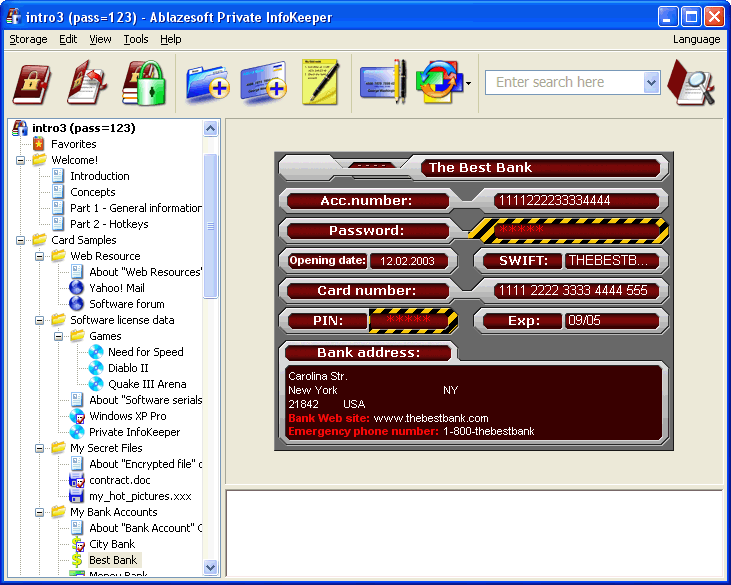 intro3 (pass=123) - Ablazesoft Private InfoKeeper
Storage Edit View Tools Help Language
Enter search here
intro3 (pass=123)
Favorites
Welcome!
Introduction
Concepts
Part 1 - General information
Part 2 - Hotkeys
Card Samples
Web Resource
About "Web Resources"
Yahoo! Mail
Software forum
Software license data
Games
Need for Speed
Diablo II
Quake III Arena
About "Software serials
Windows XP Pro
Private InfoKeeper
My Secret Files
About "Encrypted file" c
contract.doc
my_hot_pictures.xxx
My Bank Accounts
About "Bank Account" C
City Bank
Best Bank
Money Bank
The Best Bank
Acc.number: 1111222233334444
Password: *****
Opening date: 12.02.2003 SWIFT: THEBESTB...
Card number: 1111 2222 3333 4444 555
PIN: ***** Exp: 09/05
Bank address:
Carolina Str.
New York NY
21842 USA
Bank Web site: www.thebestbank.com
Emergency phone number: 1-800-thebestbank